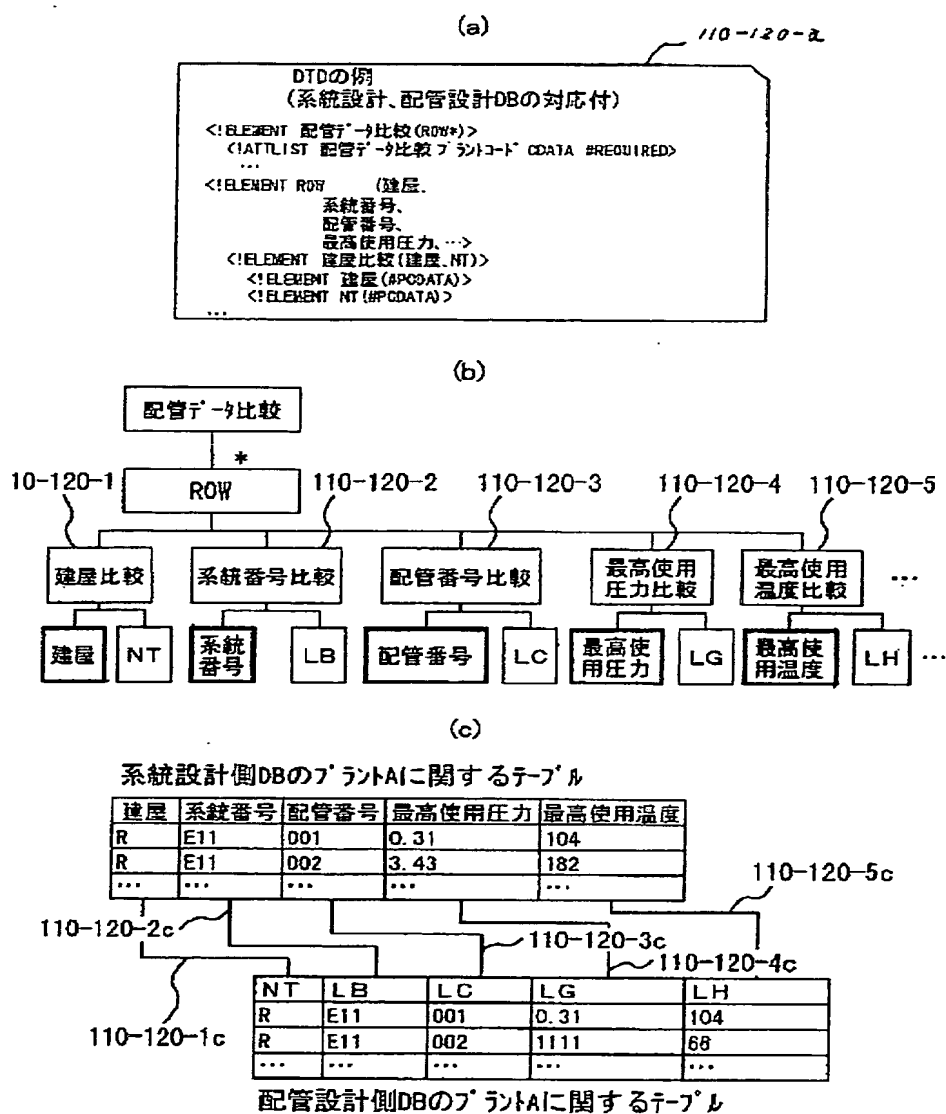 (a)
110-120-a
DTDの例
(系統設計、配管設計DBの対応付)
<!ELEMENT 配管データ比較(ROW*)>
<!ATTLIST 配管データ比較 プラントコード CDATA #REQUIRED>
...
<!ELEMENT ROW (建屋、
系統番号、
配管番号、
最高使用圧力、…>
<!ELEMENT 建屋比較(建屋、NT)>
<!ELEMENT 建屋(#PCDATA)>
<!ELEMENT NT(#PCDATA)>
...
(b)
配管データ比較
*
10-120-1 ROW 110-120-2 110-120-3 110-120-4 110-120-5
建屋比較 系統番号比較 配管番号比較 最高使用圧力比較 最高使用温度比較 …
建屋 NT 系統番号 LB 配管番号 LC 最高使用圧力 LG 最高使用温度 LH …
(c)
系統設計側DBのプラントAに関するテーブル
建屋 系統番号 配管番号 最高使用圧力 最高使用温度
R E11 001 0.31 104
R E11 002 3.43 182
… … … … …
110-120-5c
110-120-2c 110-120-3c
110-120-4c
110-120-1c
NT LB LC LG LH
R E11 001 0.31 104
R E11 002 1111 66
… … … … …
配管設計側DBのプラントAに関するテーブル